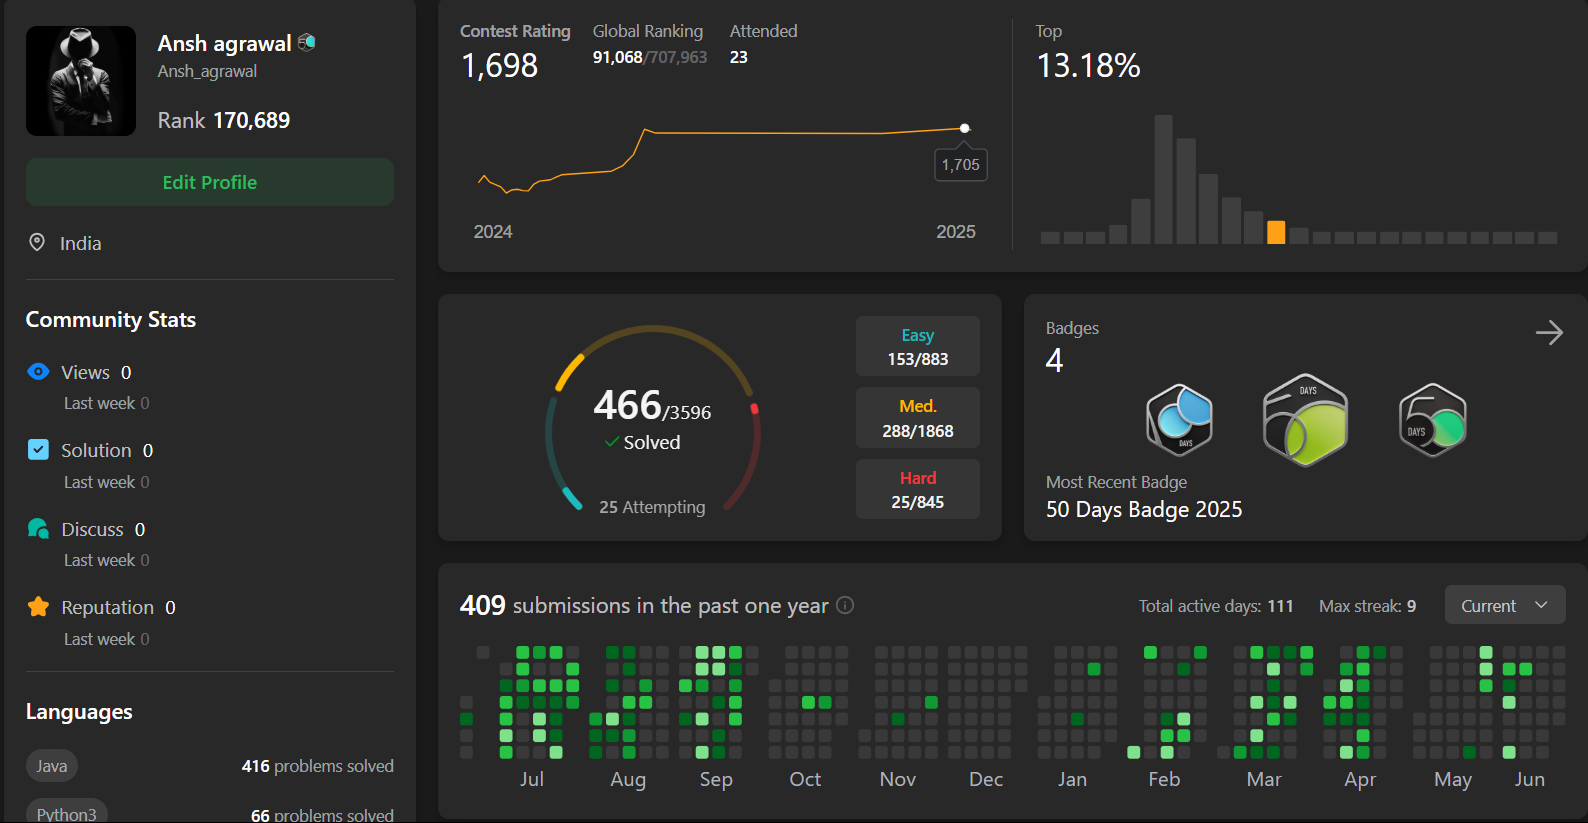 Ansh agrawal
Ansh_agrawal
Rank 170,689
Edit Profile
India
Community Stats
Views 0
Last week 0
Solution 0
Last week 0
Discuss 0
Last week 0
Reputation 0
Last week 0
Languages
Java 416 problems solved
Python3 66 problems solved
Contest Rating
1,698
Global Ranking
91,068/707,963
Attended
23
1,705
2024 2025
Top
13.18%
466/3596
Solved
25 Attempting
Easy
153/883
Med.
288/1868
Hard
25/845
Badges
4
DAYS
DAYS
DAYS
Most Recent Badge
50 Days Badge 2025
409 submissions in the past one year
Total active days: 111 Max streak: 9 Current
Jul Aug Sep Oct Nov Dec Jan Feb Mar Apr May Jun